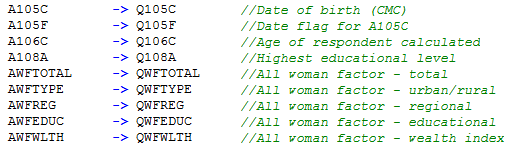 A105C -> Q105C //Date of birth (CMC)
A105F -> Q105F //Date flag for A105C
A106C -> Q106C //Age of respondent calculated
A108A -> Q108A //Highest educational level
AWFTOTAL -> QWFTOTAL //All woman factor - total
AWFTYPE -> QWFTYPE //All woman factor - urban/rural
AWFREG -> QWFREG //All woman factor - regional
AWFEDUC -> QWFEDUC //All woman factor - educational
AWFWLTH -> QWFWLTH //All woman factor - wealth index